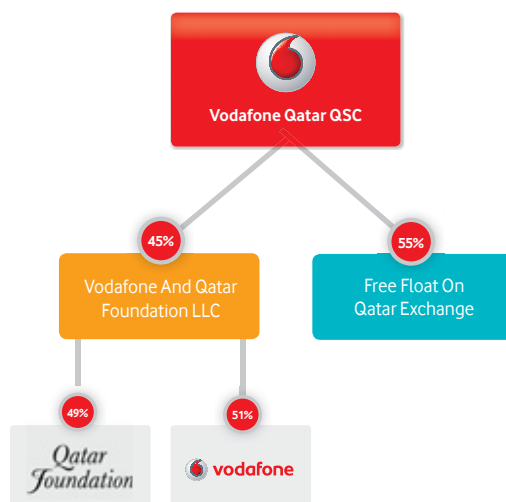 Vodafone Qatar QSC
45%
55%
Vodafone And Qatar
Foundation LLC
Free Float On
Qatar Exchange
49%
51%
Qatar
Foundation
vodafone